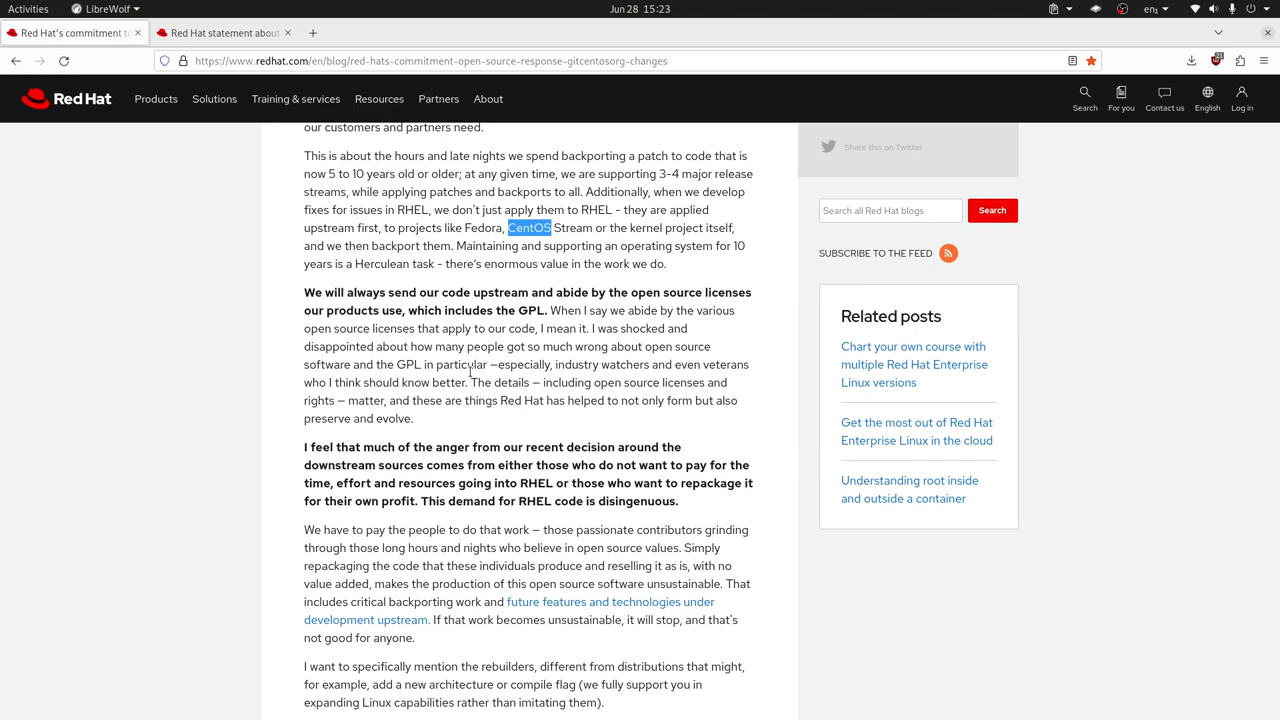 Activities
LibreWolf
Jun 28 15:23
en₁
Red Hat's commitment t
Red Hat statement about
https://www.redhat.com/en/blog/red-hats-commitment-open-source-response-gitcentosorg-changes
Red Hat
Products
Solutions
Training & services
Resources
Partners
About
Search
For you
Contact us
English
Log in
our customers and partners need.
This is about the hours and late nights we spend backporting a patch to code that is
now 5 to 10 years old or older; at any given time, we are supporting 3-4 major release
streams, while applying patches and backports to all. Additionally, when we develop
fixes for issues in RHEL, we don't just apply them to RHEL - they are applied
upstream first, to projects like Fedora, CentOS Stream or the kernel project itself,
and we then backport them. Maintaining and supporting an operating system for 10
years is a Herculean task - there's enormous value in the work we do.
We will always send our code upstream and abide by the open source licenses
our products use, which includes the GPL. When I say we abide by the various
open source licenses that apply to our code, I mean it. I was shocked and
disappointed about how many people got so much wrong about open source
software and the GPL in particular —especially, industry watchers and even veterans
who I think should know better. The details — including open source licenses and
rights — matter, and these are things Red Hat has helped to not only form but also
preserve and evolve.
I feel that much of the anger from our recent decision around the
downstream sources comes from either those who do not want to pay for the
time, effort and resources going into RHEL or those who want to repackage it
for their own profit. This demand for RHEL code is disingenuous.
We have to pay the people to do that work — those passionate contributors grinding
through those long hours and nights who believe in open source values. Simply
repackaging the code that these individuals produce and reselling it as is, with no
value added, makes the production of this open source software unsustainable. That
includes critical backporting work and future features and technologies under
development upstream. If that work becomes unsustainable, it will stop, and that's
not good for anyone.
I want to specifically mention the rebuilders, different from distributions that might,
for example, add a new architecture or compile flag (we fully support you in
expanding Linux capabilities rather than imitating them).
Share this on Twitter
Search all Red Hat blogs
Search
SUBSCRIBE TO THE FEED
Related posts
Chart your own course with
multiple Red Hat Enterprise
Linux versions
Get the most out of Red Hat
Enterprise Linux in the cloud
Understanding root inside
and outside a container